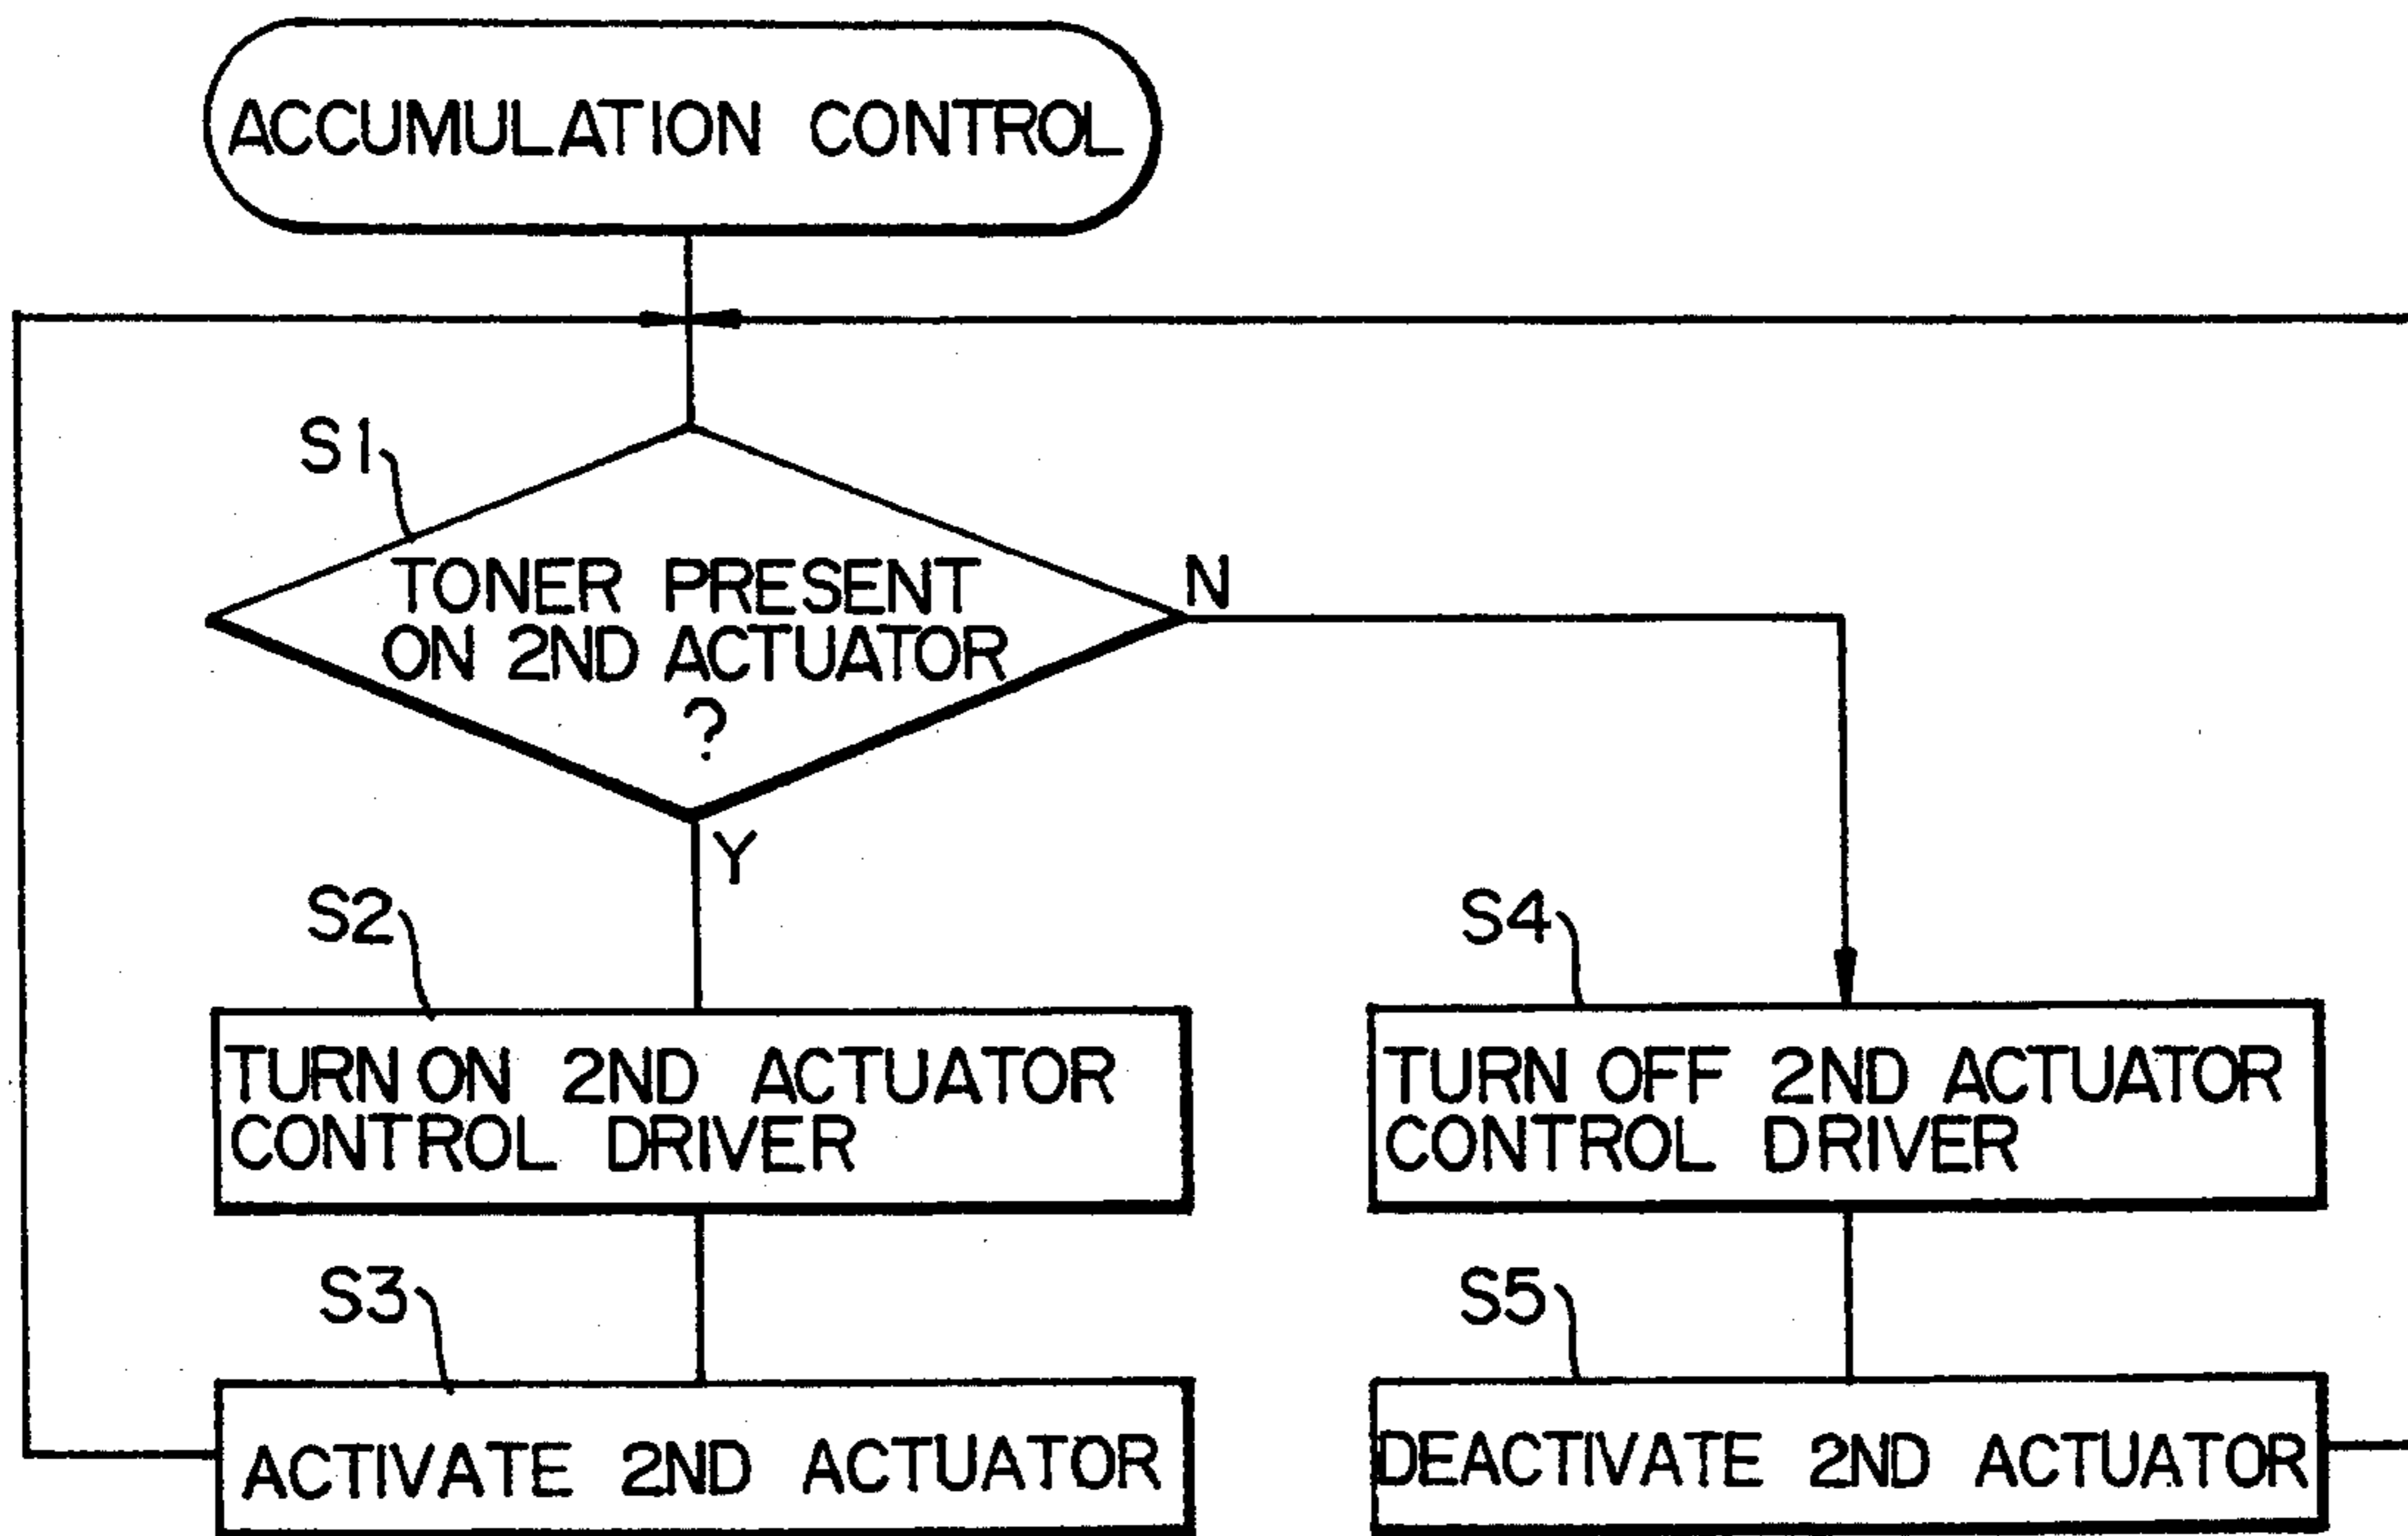 ACCUMULATION CONTROL
S1
TONER PRESENT
ON 2ND ACTUATOR
?
N
Y
S2
TURN ON 2ND ACTUATOR
CONTROL DRIVER
S4
TURN OFF 2ND ACTUATOR
CONTROL DRIVER
S3
ACTIVATE 2ND ACTUATOR
S5
DEACTIVATE 2ND ACTUATOR